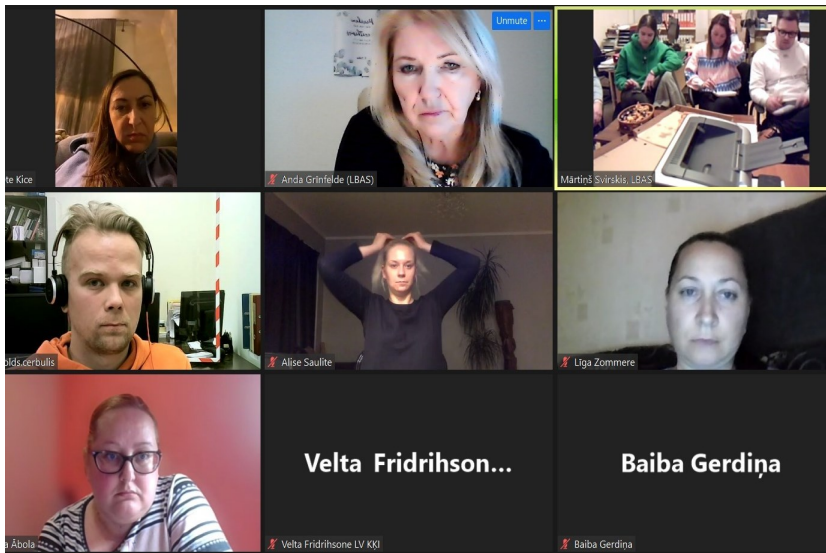 Unmute ...
te Kice
Anda Grīnfelde (LBAS)
Mārtiņš Svirskis, LBAS
olds.cerbulis
Alise Saulite
Līga Zommere
a Ābola
Velta Fridrihson...
Velta Fridrihsone LV KĶI
Baiba Gerdiņa
Baiba Gerdiņa